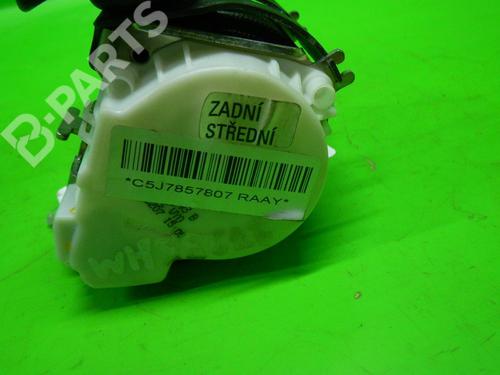 B-PARTS
ZADNÍ
STŘEDNÍ
*C5J7857807 RAAY*